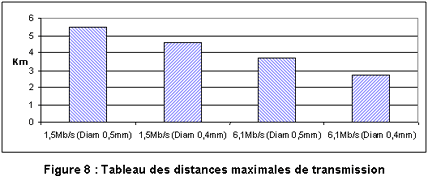 6
5
Km
4
3
2
1
0
1,5Mb/s (Diam 0,5mm) 1,5Mb/s (Diam 0,4mm) 6,1Mb/s (Diam 0,5mm) 6,1Mb/s (Diam 0,4mm)
Figure 8 : Tableau des distances maximales de transmission